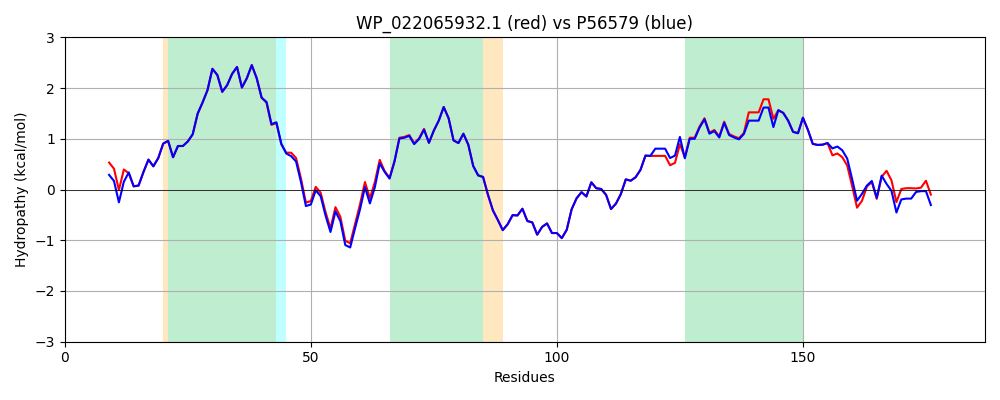 WP_022065932.1 (red) vs P56579 (blue)
3
2
1
0
−1
−2
−3
Hydropathy (kcal/mol)
0 50 100 150
Residues